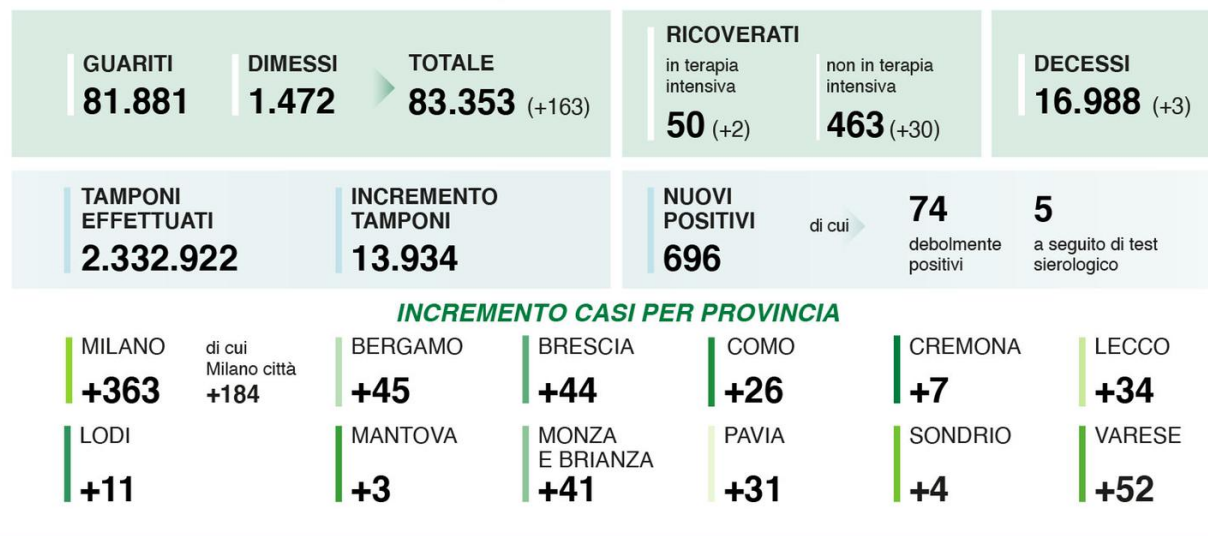 GUARITI
81.881
DIMESSI
1.472
TOTALE
83.353 (+163)
RICOVERATI
in terapia
intensiva
50 (+2)
non in terapia
intensiva
463 (+30)
DECESSI
16.988 (+3)
TAMPONI
EFFETTUATI
2.332.922
INCREMENTO
TAMPONI
13.934
NUOVI
POSITIVI
696
di cui
74
debolmente
positivi
5
a seguito di test
sierologico
INCREMENTO CASI PER PROVINCIA
MILANO
+363
di cui
Milano città
+184
BERGAMO
+45
BRESCIA
+44
COMO
+26
CREMONA
+7
LECCO
+34
LODI
+11
MANTOVA
+3
MONZA
E BRIANZA
+41
PAVIA
+31
SONDRIO
+4
VARESE
+52